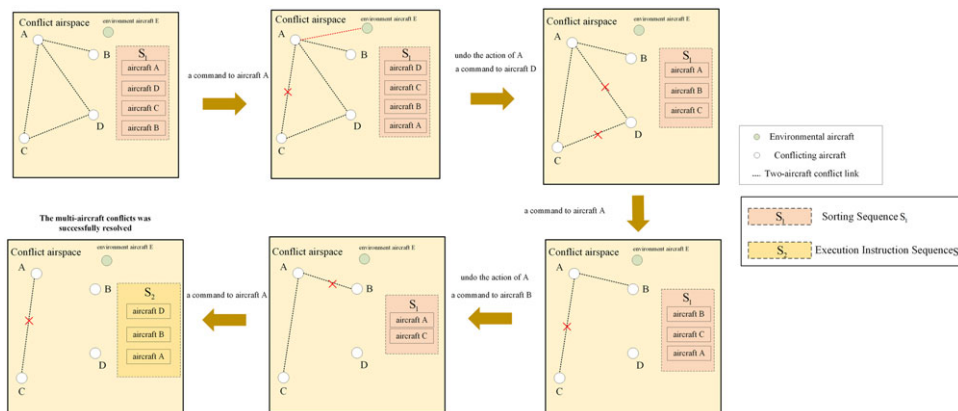 Conflict airspace
environment aircraft E
A
B
C
D
S1
aircraft A
aircraft D
aircraft C
aircraft B
a command to aircraft A
Conflict airspace
environment aircraft E
A
B
C
D
S1
aircraft D
aircraft C
aircraft B
aircraft A
undo the action of A
a command to aircraft D
Conflict airspace
environment aircraft E
A
B
C
D
S1
aircraft A
aircraft B
aircraft C
Environmental aircraft
Conflicting aircraft
Two-aircraft conflict link
S1 Sorting Sequence S1
S2 Execution Instruction SequenceS
a command to aircraft A
Conflict airspace
environment aircraft E
A
B
C
D
S1
aircraft B
aircraft C
aircraft A
undo the action of A
a command to aircraft B
Conflict airspace
environment aircraft E
A
B
C
D
S1
aircraft A
aircraft C
a command to aircraft A
The multi-aircraft conflicts was
successfully resolved
Conflict airspace
environment aircraft E
A
B
C
D
S2
aircraft D
aircraft B
aircraft A